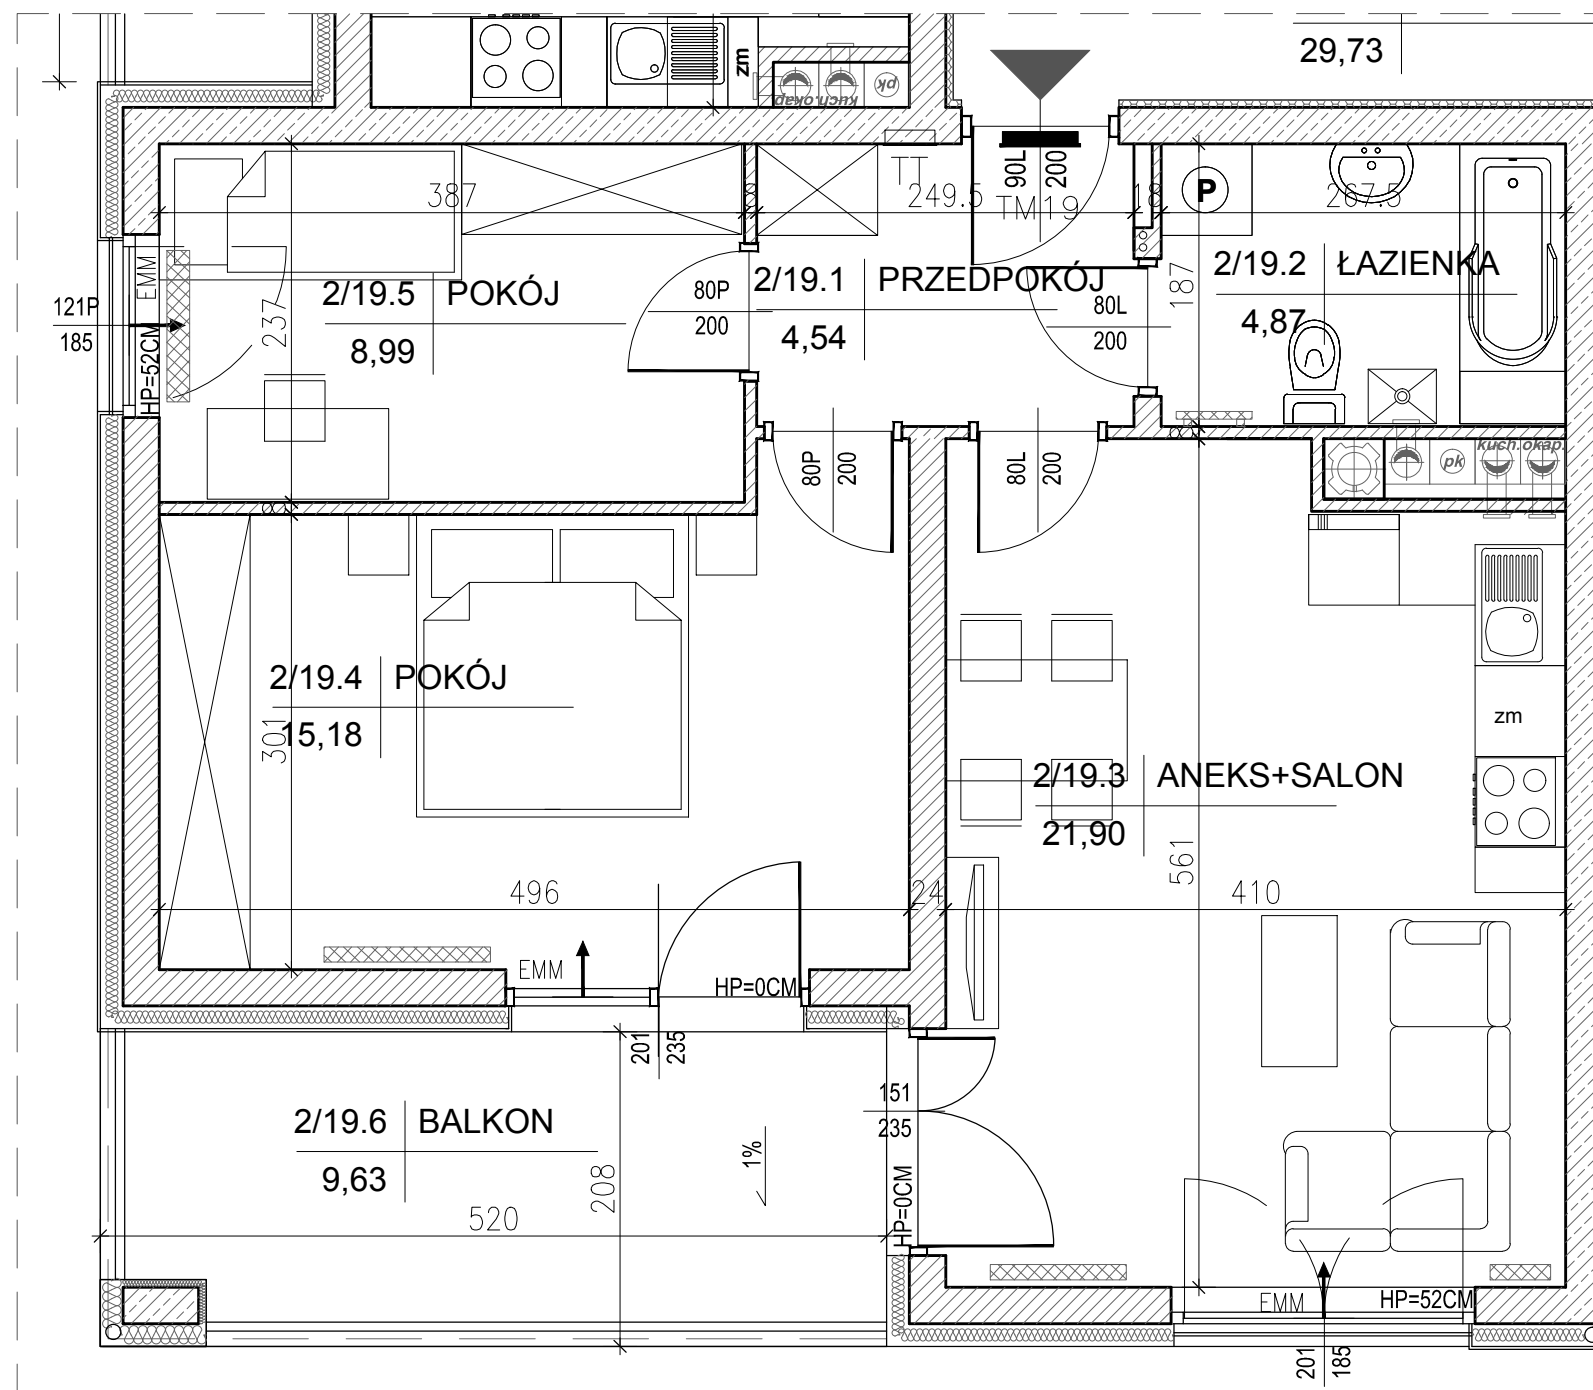 29,73
zm
pk
kuch.okap
TT
90L
200
387
8
249.5
TM19
18
267.5
P
EMM
121P
185
HP=52CM
237
2/19.5 POKÓJ
8,99
80P
200
2/19.1 PRZEDPOKÓJ
4,54
80L
200
187
2/19.2 ŁAZIENKA
4,87
80P
200
80L
200
8
8
pk
kuch.okap.
2/19.4 POKÓJ
15,18
301
zm
2/19.3 ANEKS+SALON
21,90
561
496
24
410
EMM
HP=0CM
201
235
151
235
HP=0CM
2/19.6 BALKON
9,63
1%
208
520
EMM
HP=52CM
201
185